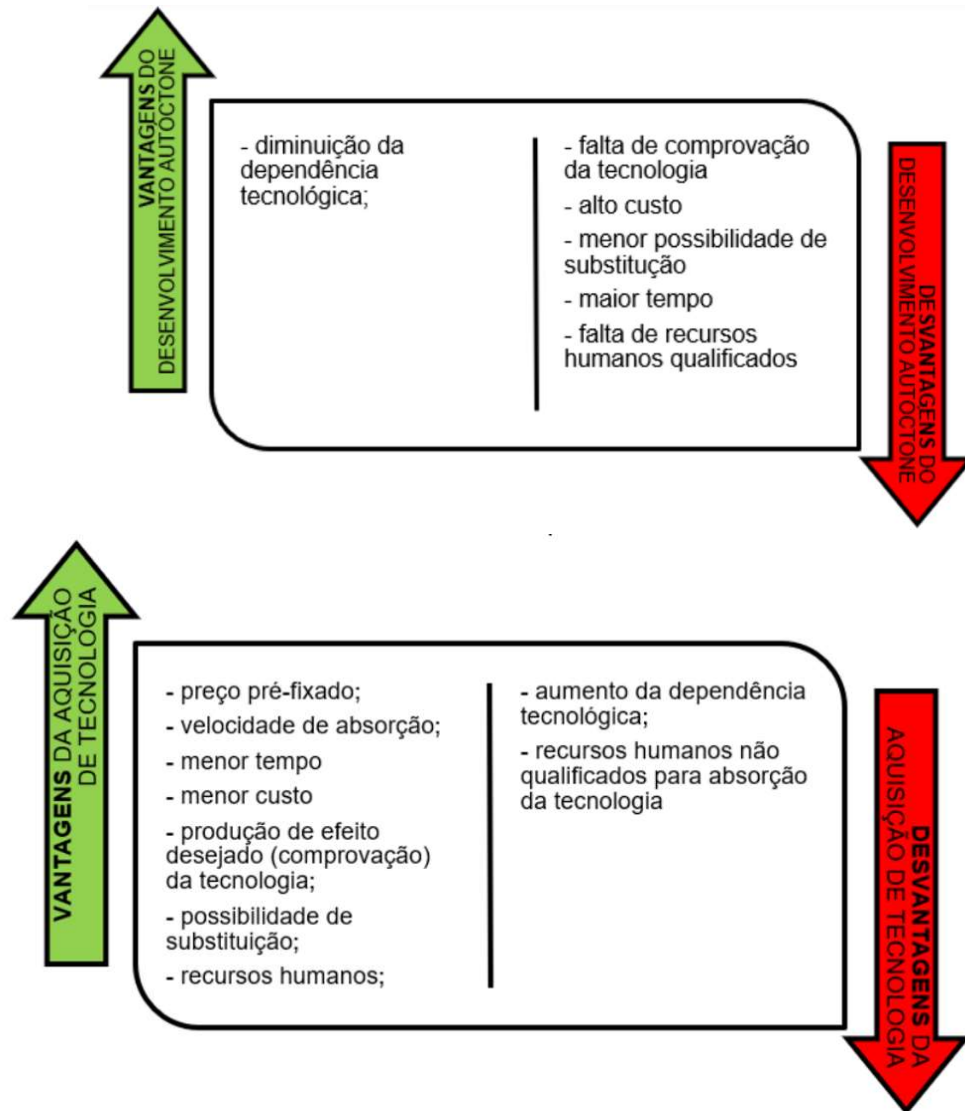 VANTAGENS DO
DESENVOLVIMENTO AUTÓCTONE
- diminuição da
dependência
tecnológica;
- falta de comprovação
da tecnologia
- alto custo
- menor possibilidade de
substitução
- maior tempo
- falta de recursos
humanos qualificados
DESVANTAGENS DO
DESENVOLVIMENTO AUTÓCTONE
VANTAGENS DA AQUISIÇÃO
DE TECNOLOGIA
- preço pré-fixado;
- velocidade de absorção;
- menor tempo
- menor custo
- produção de efeito
desejado (comprovação)
da tecnologia;
- possibilidade de
substituição;
- recursos humanos;
- aumento da dependência
tecnológica;
- recursos humanos não
qualificados para absorção
da tecnologia
DESVANTAGENS DA
AQUISIÇÃO DE TECNOLOGIA